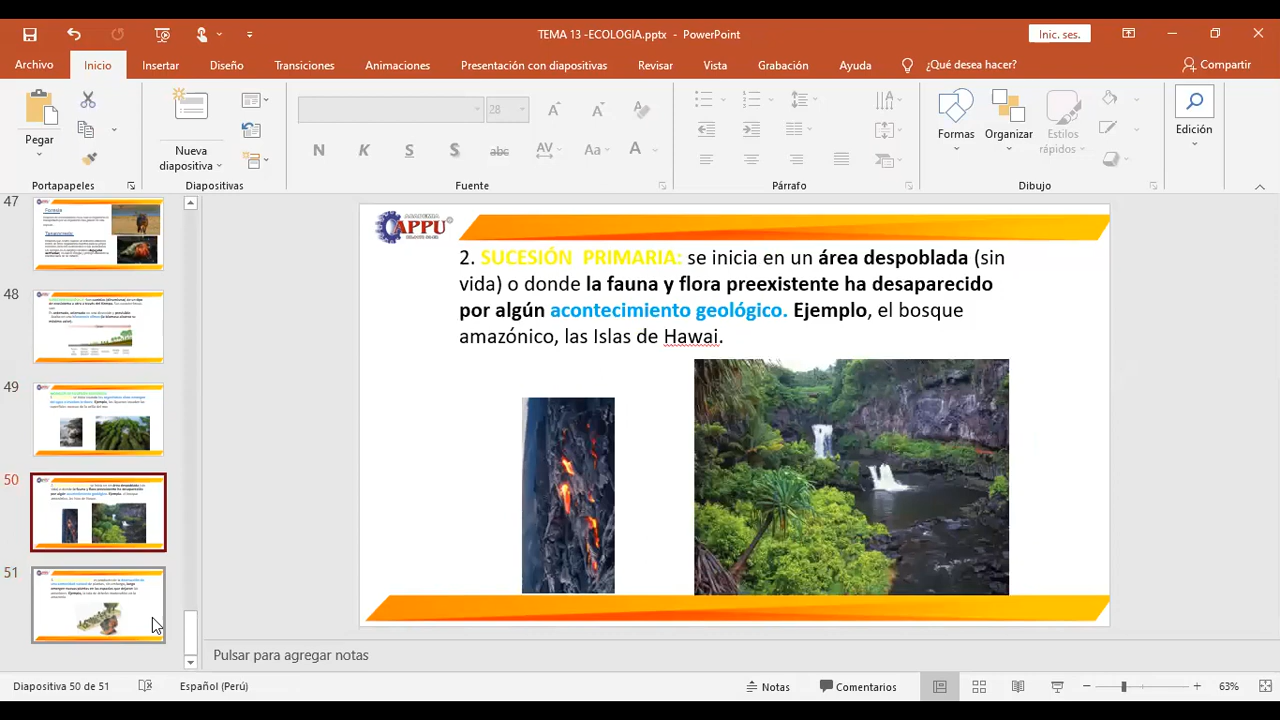 TEMA 13 -ECOLOGIA.pptx - PowerPoint
Inic. ses.
Archivo Inicio Insertar Diseño Transiciones Animaciones Presentación con diapositivas Revisar Vista Grabación Ayuda ¿Qué desea hacer? Compartir
28
Pegar
Nueva diapositiva
N K S S abc AV Aa A
Formas Organizar Estilos rápidos
Edición
Portapapeles Diapositivas Fuente Párrafo Dibujo
47
48
49
50
51
ACADEMIA
APPU
2. SUCESIÓN PRIMARIA: se inicia en un área despoblada (sin
vida) o donde la fauna y flora preexistente ha desaparecido
por algún acontecimiento geológico. Ejemplo, el bosque
amazónico, las Islas de Hawai.
Pulsar para agregar notas
Diapositiva 50 de 51 Español (Perú) Notas Comentarios 63%